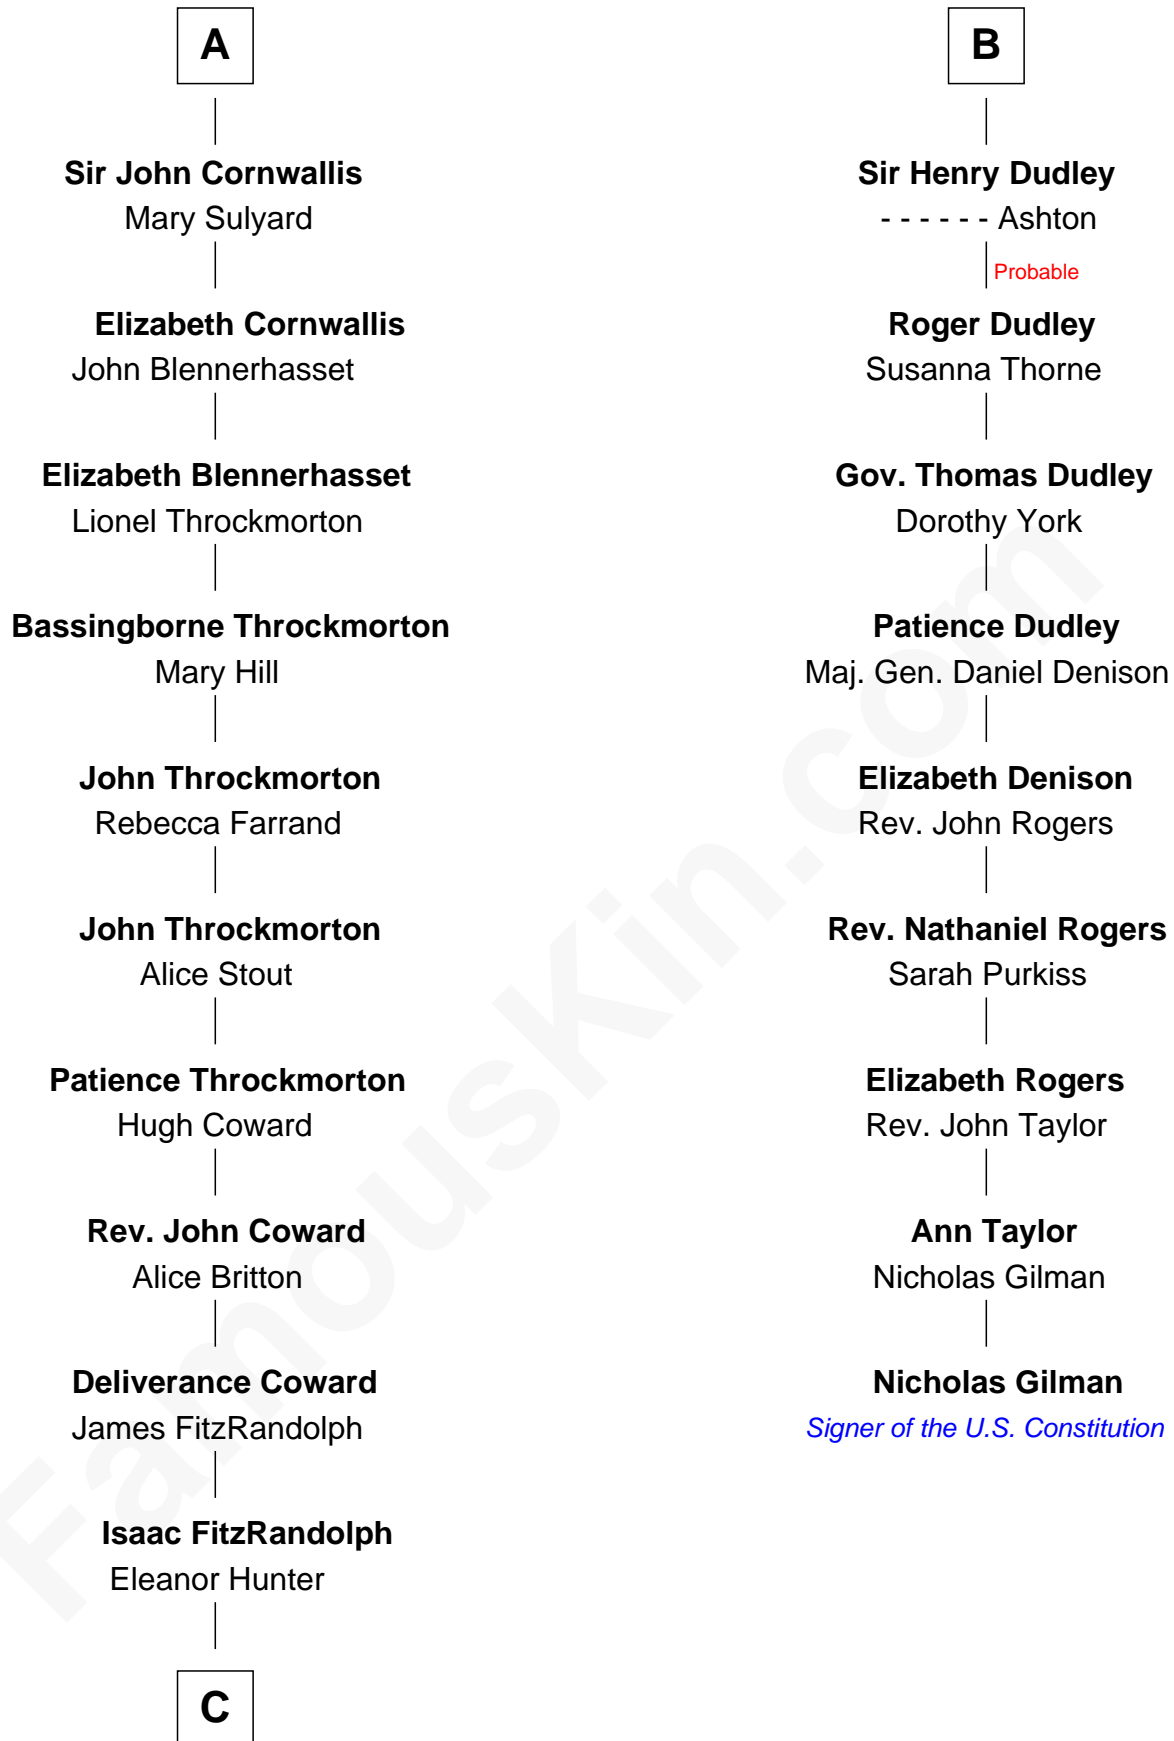 A
Sir John Cornwallis
Mary Sulyard
Elizabeth Cornwallis
John Blennerhasset
Elizabeth Blennerhasset
Lionel Throckmorton
Bassingborne Throckmorton
Mary Hill
John Throckmorton
Rebecca Farrand
John Throckmorton
Alice Stout
Patience Throckmorton
Hugh Coward
Rev. John Coward
Alice Britton
Deliverance Coward
James FitzRandolph
Isaac FitzRandolph
Eleanor Hunter
C
B
Sir Henry Dudley
- - - - - - Ashton
Probable
Roger Dudley
Susanna Thorne
Gov. Thomas Dudley
Dorothy York
Patience Dudley
Maj. Gen. Daniel Denison
Elizabeth Denison
Rev. John Rogers
Rev. Nathaniel Rogers
Sarah Purkiss
Elizabeth Rogers
Rev. John Taylor
Ann Taylor
Nicholas Gilman
Nicholas Gilman
Signer of the U.S. Constitution
FamousKin.com